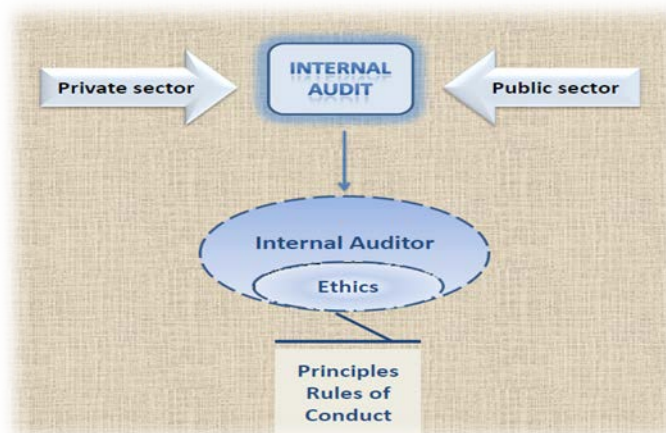 INTERNAL
AUDIT
Private sector
Public sector
Internal Auditor
Ethics
Principles
Rules of
Conduct